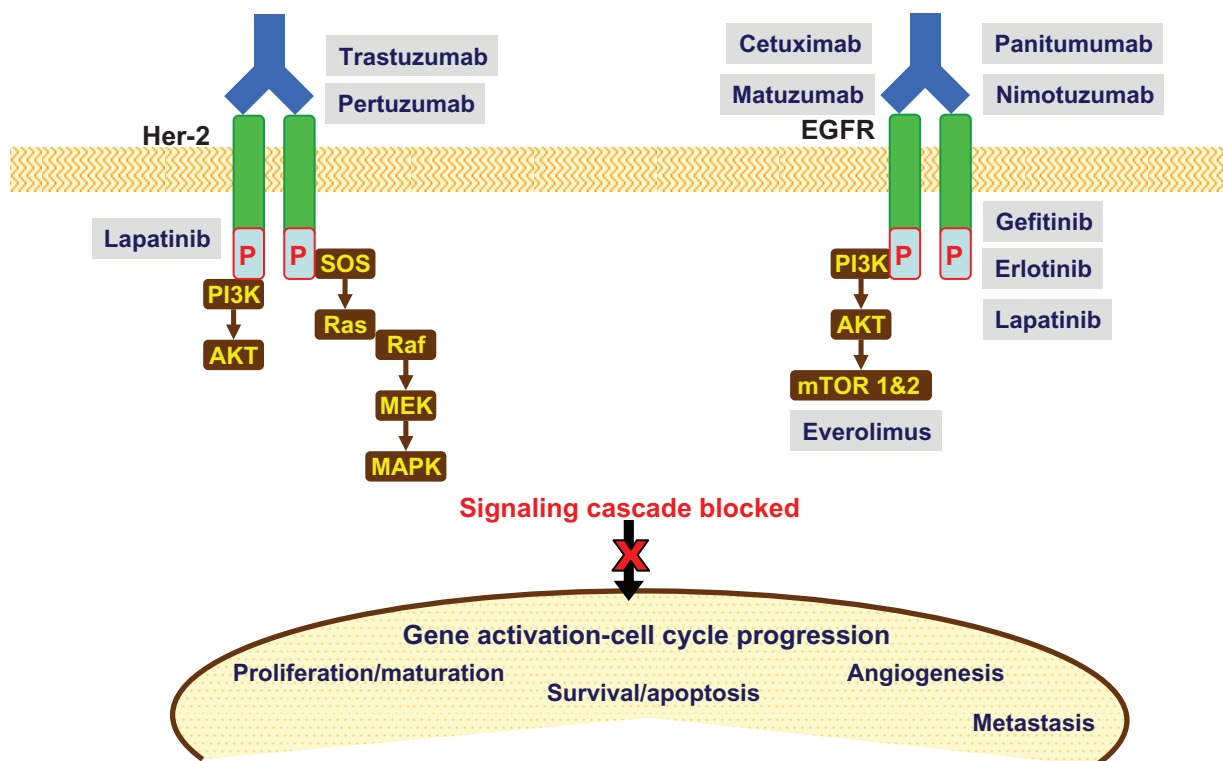 Trastuzumab
Pertuzumab
Her-2
Lapatinib
P
P
SOS
PI3K
Ras
AKT
Raf
MEK
MAPK
Cetuximab
Panitumumab
Matuzumab
Nimotuzumab
EGFR
Gefitinib
PI3K
P
P
Erlotinib
AKT
Lapatinib
mTOR 1&2
Everolimus
Signaling cascade blocked
X
Gene activation-cell cycle progression
Proliferation/maturation
Angiogenesis
Survival/apoptosis
Metastasis